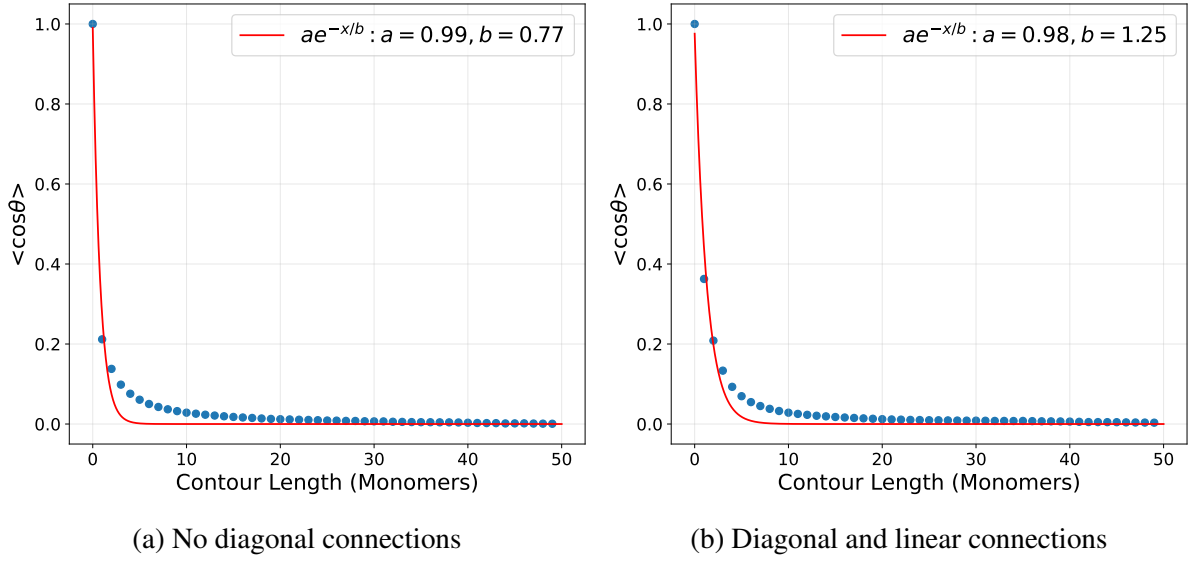 ae^{-x/b} : a = 0.99, b = 0.77
1.0
0.8
0.6
0.4
0.2
0.0
<cosθ>
0 10 20 30 40 50
Contour Length (Monomers)
(a) No diagonal connections
ae^{-x/b} : a = 0.98, b = 1.25
1.0
0.8
0.6
0.4
0.2
0.0
<cosθ>
0 10 20 30 40 50
Contour Length (Monomers)
(b) Diagonal and linear connections